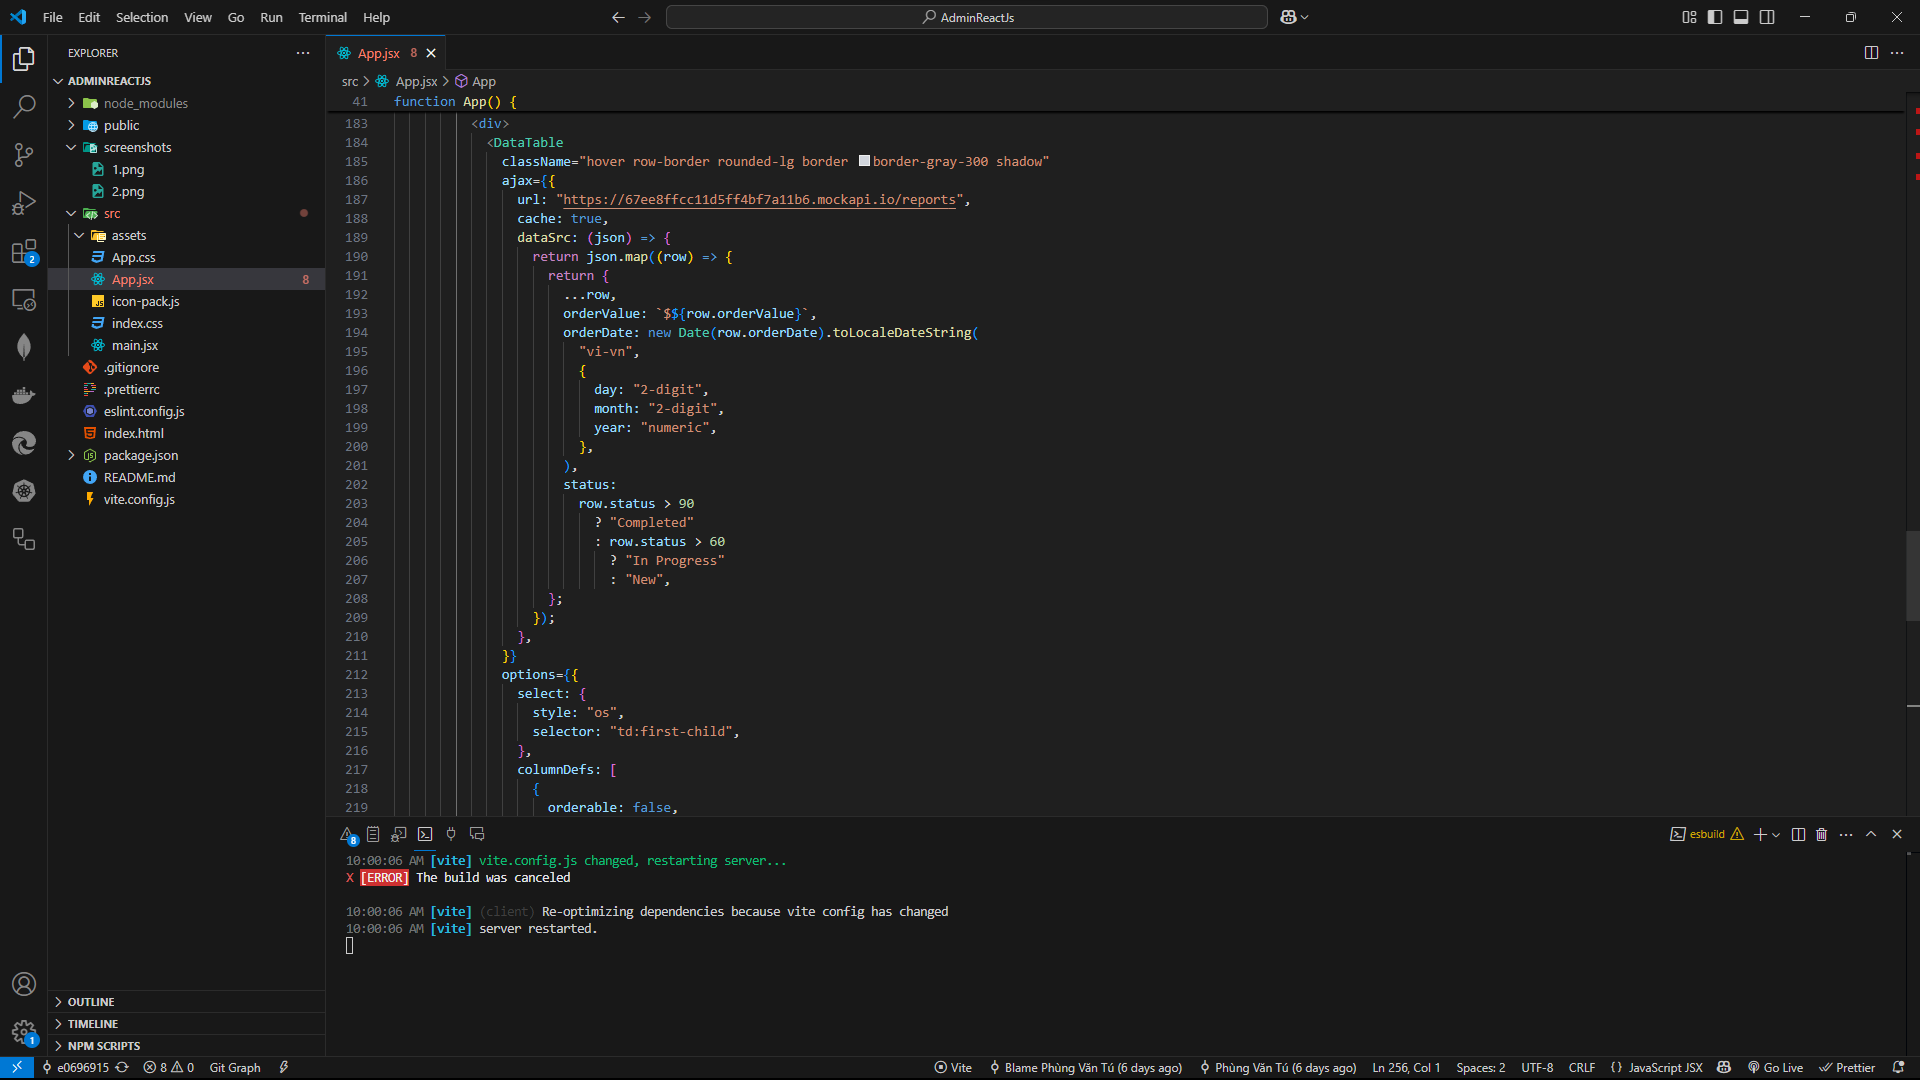 File Edit Selection View Go Run Terminal Help
AdminReactJs
EXPLORER
ADMINREACTJS
node_modules
public
screenshots
1.png
2.png
src
assets
App.css
App.jsx 8
icon-pack.js
index.css
main.jsx
.gitignore
.prettierrc
eslint.config.js
index.html
package.json
README.md
vite.config.js
OUTLINE
TIMELINE
NPM SCRIPTS
2
1
App.jsx 8
src > App.jsx > App
41 function App() {
183 <div>
184 <DataTable
185 className="hover row-border rounded-lg border border-gray-300 shadow"
186 ajax={{
187 url: "https://67ee8ffcc11d5ff4bf7a11b6.mockapi.io/reports",
188 cache: true,
189 dataSrc: (json) => {
190 return json.map((row) => {
191 return {
192 ...row,
193 orderValue: `$${row.orderValue}`,
194 orderDate: new Date(row.orderDate).toLocaleDateString(
195 "vi-vn",
196 {
197 day: "2-digit",
198 month: "2-digit",
199 year: "numeric",
200 },
201 ),
202 status:
203 row.status > 90
204 ? "Completed"
205 : row.status > 60
206 ? "In Progress"
207 : "New",
208 };
209 });
210 },
211 }}
212 options={{
213 select: {
214 style: "os",
215 selector: "td:first-child",
216 },
217 columnDefs: [
218 {
219 orderable: false,
8
esbuild
10:00:06 AM [vite] vite.config.js changed, restarting server...
X [ERROR] The build was canceled
10:00:06 AM [vite] (client) Re-optimizing dependencies because vite config has changed
10:00:06 AM [vite] server restarted.
e0696915 8 0 Git Graph Vite Blame Phùng Văn Tú (6 days ago) Phùng Văn Tú (6 days ago) Ln 256, Col 1 Spaces: 2 UTF-8 CRLF {} JavaScript JSX Go Live Prettier